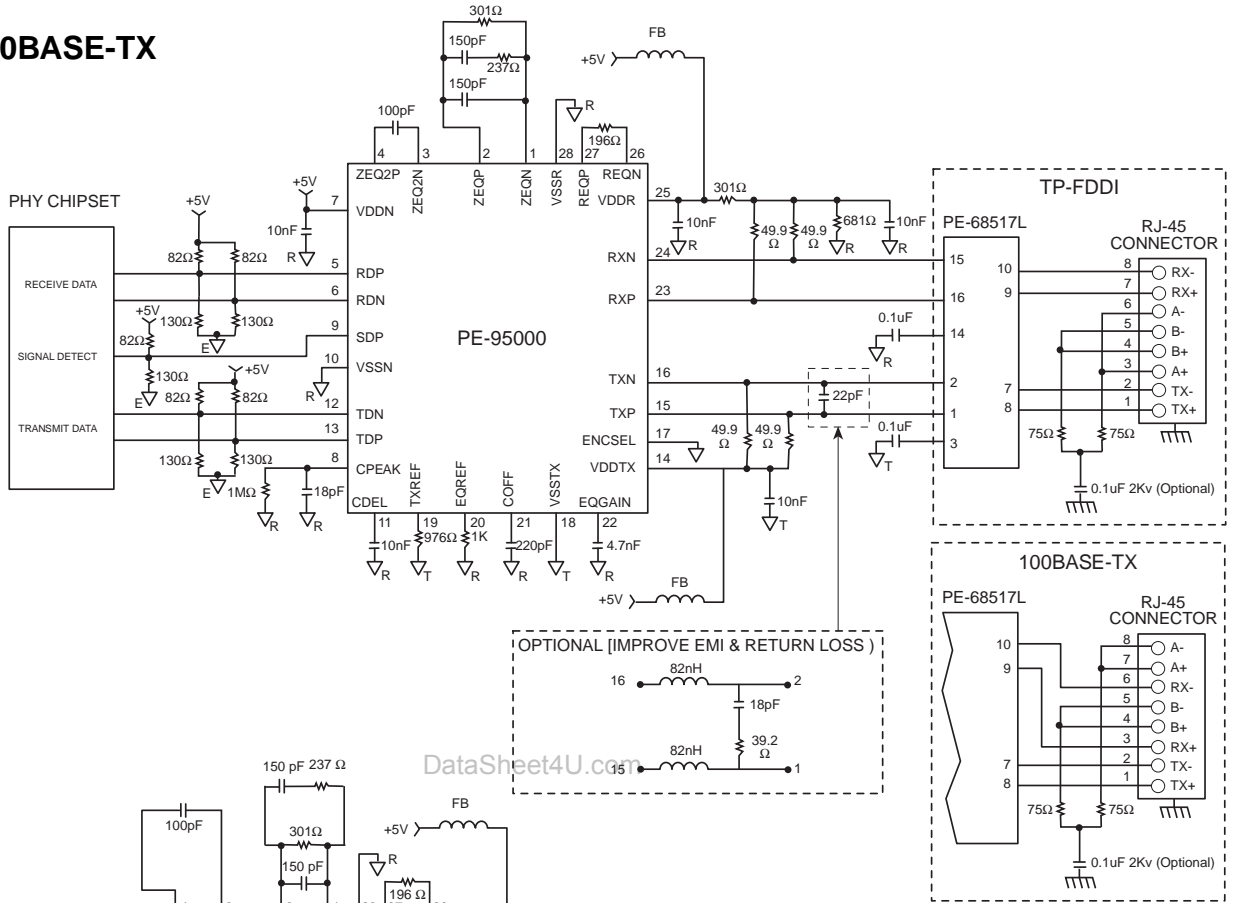 0BASE-TX
301Ω
150pF
237Ω
150pF
FB
+5V
R
100pF
196Ω
4 3 2 1 28 27 26
ZEQ2P
ZEQ2N
ZEQP
ZEQN
VSSR
REQP
REQN
PHY CHIPSET
RECEIVE DATA
SIGNAL DETECT
TRANSMIT DATA
+5V
82Ω
82Ω
130Ω
130Ω
E
+5V
82Ω
130Ω
E
+5V
82Ω
82Ω
130Ω
130Ω
E
+5V
10nF
R
R
1MΩ
18pF
R
R
PE-95000
7 VDDN
5 RDP
6 RDN
9 SDP
10 VSSN
12 TDN
13 TDP
8 CPEAK
CDEL
TXREF
EQREF
COFF
VSSTX
EQGAIN
11 19 20 21 18 22
10nF
976Ω
1K
220pF
4.7nF
R
T
R
R
T
R
VDDR 25
RXN 24
RXP 23
TXN 16
TXP 15
ENCSEL 17
VDDTX 14
10nF
R
301Ω
49.9
Ω
49.9
Ω
681Ω
R
10nF
R
0.1uF
R
22pF
49.9
Ω
49.9
Ω
0.1uF
T
10nF
T
FB
+5V
TP-FDDI
PE-68517L
RJ-45
CONNECTOR
15
16
14
2
1
3
10
9
7
8
8 RX-
7 RX+
6 A-
5 B-
4 B+
3 A+
2 TX-
1 TX+
75Ω
75Ω
0.1uF 2Kv (Optional)
OPTIONAL [IMPROVE EMI & RETURN LOSS )
16
82nH
2
18pF
39.2
Ω
15
82nH
1
DataSheet4U.com
100BASE-TX
PE-68517L
RJ-45
CONNECTOR
10
9
7
8
8 A-
7 A+
6 RX-
5 B-
4 B+
3 RX+
2 TX-
1 TX+
75Ω
75Ω
0.1uF 2Kv (Optional)
150 pF 237 Ω
100pF
301Ω
150 pF
FB
+5V
R
196 Ω